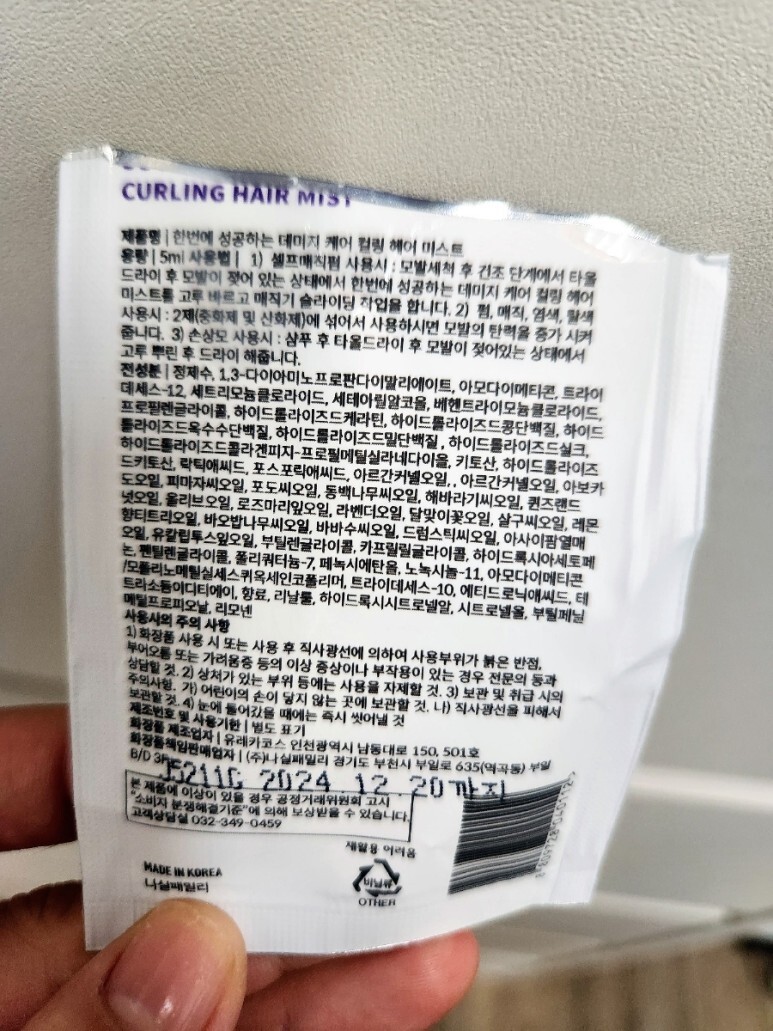 CURLING HAIR MIST
제품명 | 한번에 성공하는 데미지 케어 컬링 헤어 미스트
용량 | 5ml 사용법 | 1) 셀프매직펌 사용시 : 모발세척 후 건조 단계에서 타올
드라이 후 모발이 젖어 있는 상태에서 한번에 성공하는 데미지 케어 컬링 헤어
미스트를 고루 바르고 매직기 슬라이딩 작업을 합니다. 2) 펌, 매직, 염색, 탈색
사용시 : 2제(중화제 및 산화제)에 섞어서 사용하시면 모발의 탄력을 증가 시켜
줍니다. 3) 손상모 사용시 : 샴푸 후 타올드라이 후 모발이 젖어있는 상태에서
고루 뿌린 후 드라이 해줍니다.
전성분 | 정제수, 1,3-다이아미노프로판다이말리에이트, 아모다이메티콘, 트라이
데세스-12, 세트리모늄클로라이드, 세테아릴알코올, 베헨트라이모늄클로라이드,
프로필렌글라이콜, 하이드롤라이즈드케라틴, 하이드롤라이즈드콩단백질, 하이드
롤라이즈드옥수수단백질, 하이드롤라이즈드밀단백질, 하이드롤라이즈드실크,
하이드롤라이즈드콜라겐피지-프로필메틸실라네다이올, 키토산, 하이드롤라이즈
드키토산, 락틱애씨드, 포스포릭애씨드, 아르간커넬오일,, 아르간커넬오일, 아보카
도오일, 피마자씨오일, 포도씨오일, 동백나무씨오일, 해바라기씨오일, 퀸즈랜드
넛오일, 올리브오일, 로즈마리잎오일, 라벤더오일, 달맞이꽃오일, 살구씨오일, 레몬
향티트리오일, 바오밥나무씨오일, 바바수씨오일, 드럼스틱씨오일, 아사이팜열매
오일, 유칼립투스잎오일, 부틸렌글라이콜, 카프릴릴글라이콜, 하이드록시아세토페
논, 펜틸렌글라이콜, 폴리쿼터늄-7, 페녹시에탄올, 노녹시놀-11, 아모다이메티콘
/모폴리노메틸실세스퀴옥세인코폴리머, 트라이데세스-10, 에티드로닉애씨드, 테
트라소듐이디티에이, 향료, 리날룰, 하이드록시시트로넬알, 시트로넬올, 부틸페닐
메틸프로피오날, 리모넨
사용시의 주의 사항
1) 화장품 사용 시 또는 사용 후 직사광선에 의하여 사용부위가 붉은 반점,
부어오름 또는 가려움증 등의 이상 증상이나 부작용이 있는 경우 전문의 등과
상담할 것. 2) 상처가 있는 부위 등에는 사용을 자제할 것. 3) 보관 및 취급 시의
주의사항. 가) 어린이의 손이 닿지 않는 곳에 보관할 것. 나) 직사광선을 피해서
보관할 것. 4) 눈에 들어갔을 때에는 즉시 씻어낼 것
제조번호 및 사용기한 | 별도 표기
화장품 제조업자 | 유레카코스 인천광역시 남동대로 150, 501호
화장품책임판매업자 | (주)나실패밀리 경기도 부천시 부일로 635(역곡동) 부일
B/D 3F
J5211G 2024.12.20까지
본 제품에 이상이 있을 경우 공정거래위원회 고시
"소비자 분쟁해결기준"에 의해 보상받을 수 있습니다.
고객상담실 032-349-0459
재활용 어려움
비닐류
OTHER
MADE IN KOREA
나실패밀리